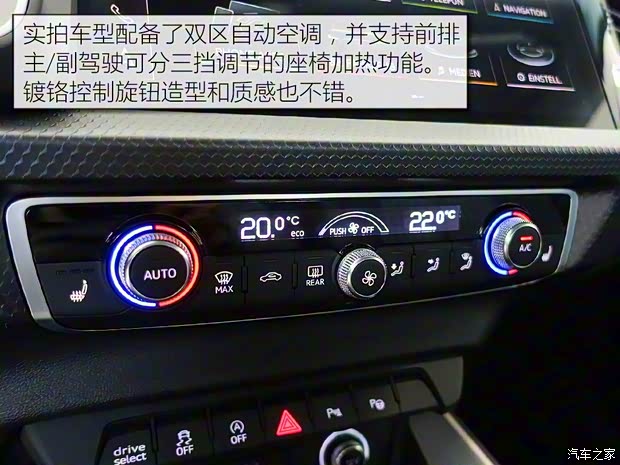 实拍车型配备了双区自动空调，并支持前排
主/副驾驶可分三挡调节的座椅加热功能。
镀铬控制旋钮造型和质感也不错。
TELEFON
NAVIGATION
MEDIEN
EINSTELL
20.0°C
eco
PUSH OFF
22.0°C
AUTO
MAX
REAR
A/C
drive
select
OFF
OFF
汽车之家